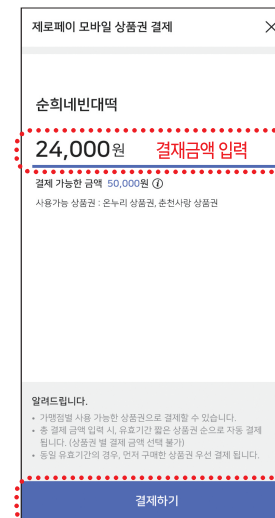 제로페이 모바일 상품권 결제
순희네빈대떡
24,000원 결재금액 입력
결제 가능한 금액 50,000원 ⓘ
사용가능 상품권 : 온누리 상품권, 춘천사랑 상품권
알려드립니다.
• 가맹점별 사용 가능한 상품권으로 결제할 수 있습니다.
• 총 결제 금액 입력 시, 유효기간 짧은 상품권 순으로 자동 결제
됩니다. (상품권 별 결제 금액 선택 불가)
• 동일 유효기간의 경우, 먼저 구매한 상품권 우선 결제 됩니다.
결제하기